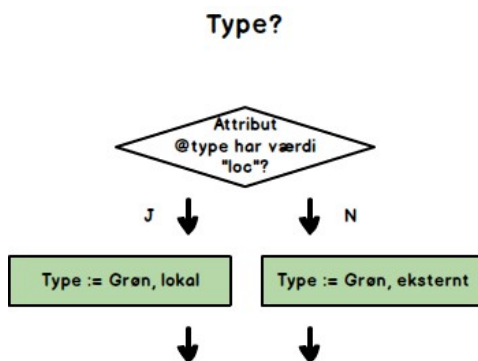 Type?
Attribut
@type har værdi
"loc"?
J
N
Type := Grøn, lokal
Type := Grøn, eksternt